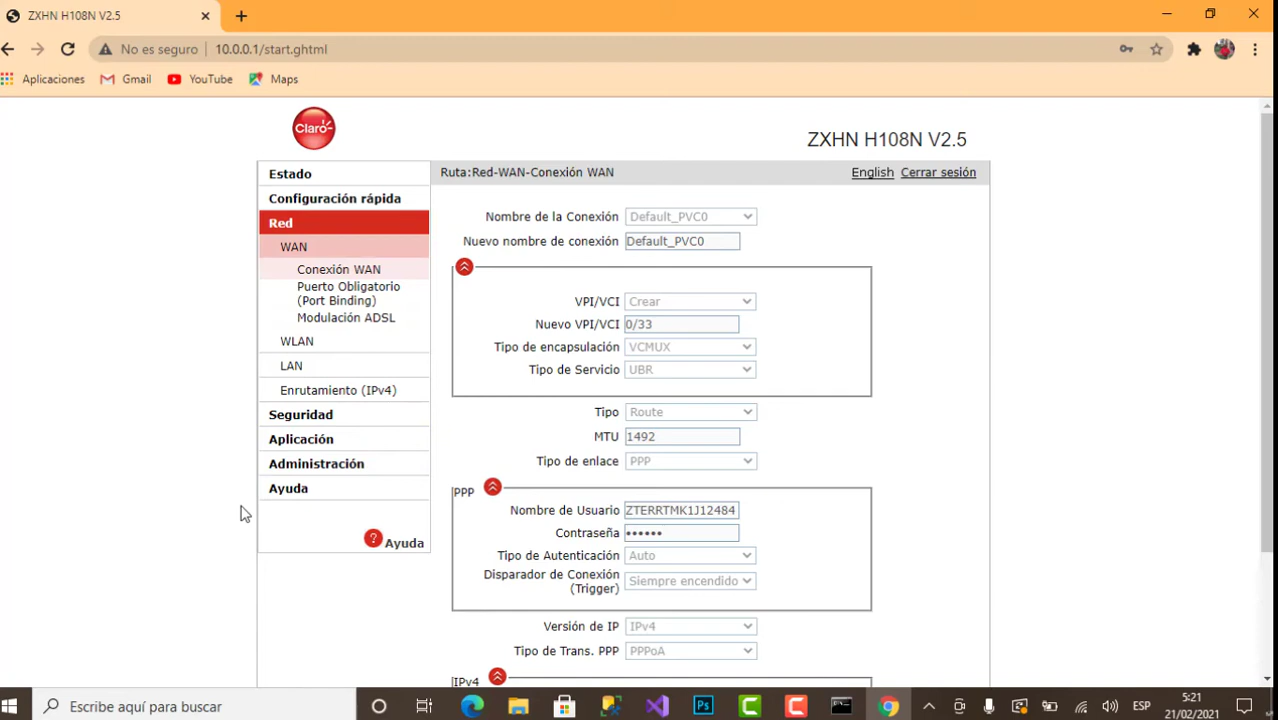 ZXHN H108N V2.5
No es seguro 10.0.0.1/start.ghtml
Aplicaciones Gmail YouTube Maps
Claro
ZXHN H108N V2.5
Estado
Configuración rápida
Red
WAN
Conexión WAN
Puerto Obligatorio
(Port Binding)
Modulación ADSL
WLAN
LAN
Enrutamiento (IPv4)
Seguridad
Aplicación
Administración
Ayuda
? Ayuda
Ruta:Red-WAN-Conexión WAN English Cerrar sesión
Nombre de la Conexión Default_PVC0
Nuevo nombre de conexión Default_PVC0
VPI/VCI Crear
Nuevo VPI/VCI 0/33
Tipo de encapsulación VCMUX
Tipo de Servicio UBR
Tipo Route
MTU 1492
Tipo de enlace PPP
PPP
Nombre de Usuario ZTERRTMK1J12484
Contraseña ••••••
Tipo de Autenticación Auto
Disparador de Conexión
(Trigger) Siempre encendido
Versión de IP IPv4
Tipo de Trans. PPP PPPoA
IPv4
Escribe aquí para buscar
Ps
C
C
ESP
5:21
21/02/2021